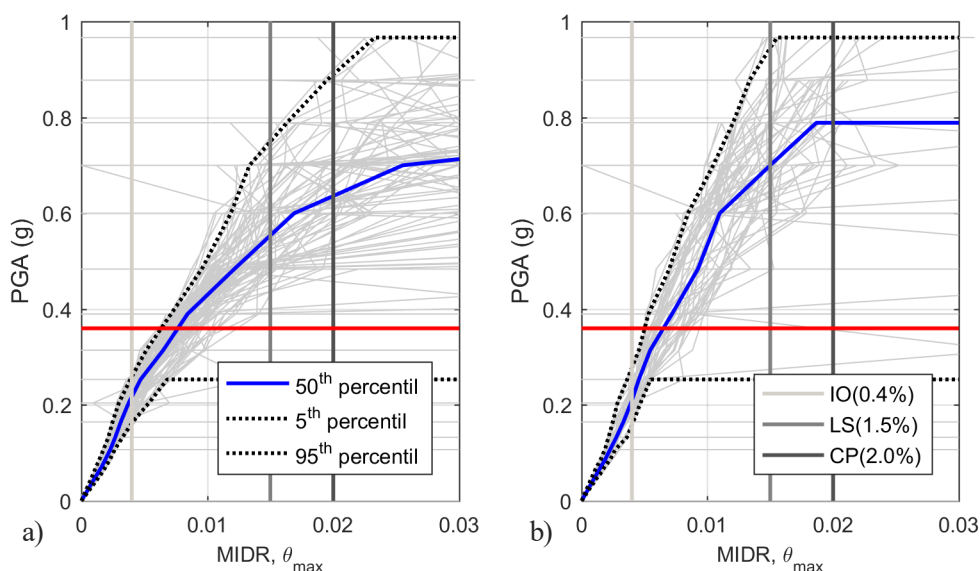 1
0.8
0.6
0.4
0.2
0
PGA (g)
0
0.01
0.02
0.03
MIDR, θmax
50th percentil
5th percentil
95th percentil
a)
1
0.8
0.6
0.4
0.2
0
PGA (g)
0
0.01
0.02
0.03
MIDR, θmax
IO(0.4%)
LS(1.5%)
CP(2.0%)
b)